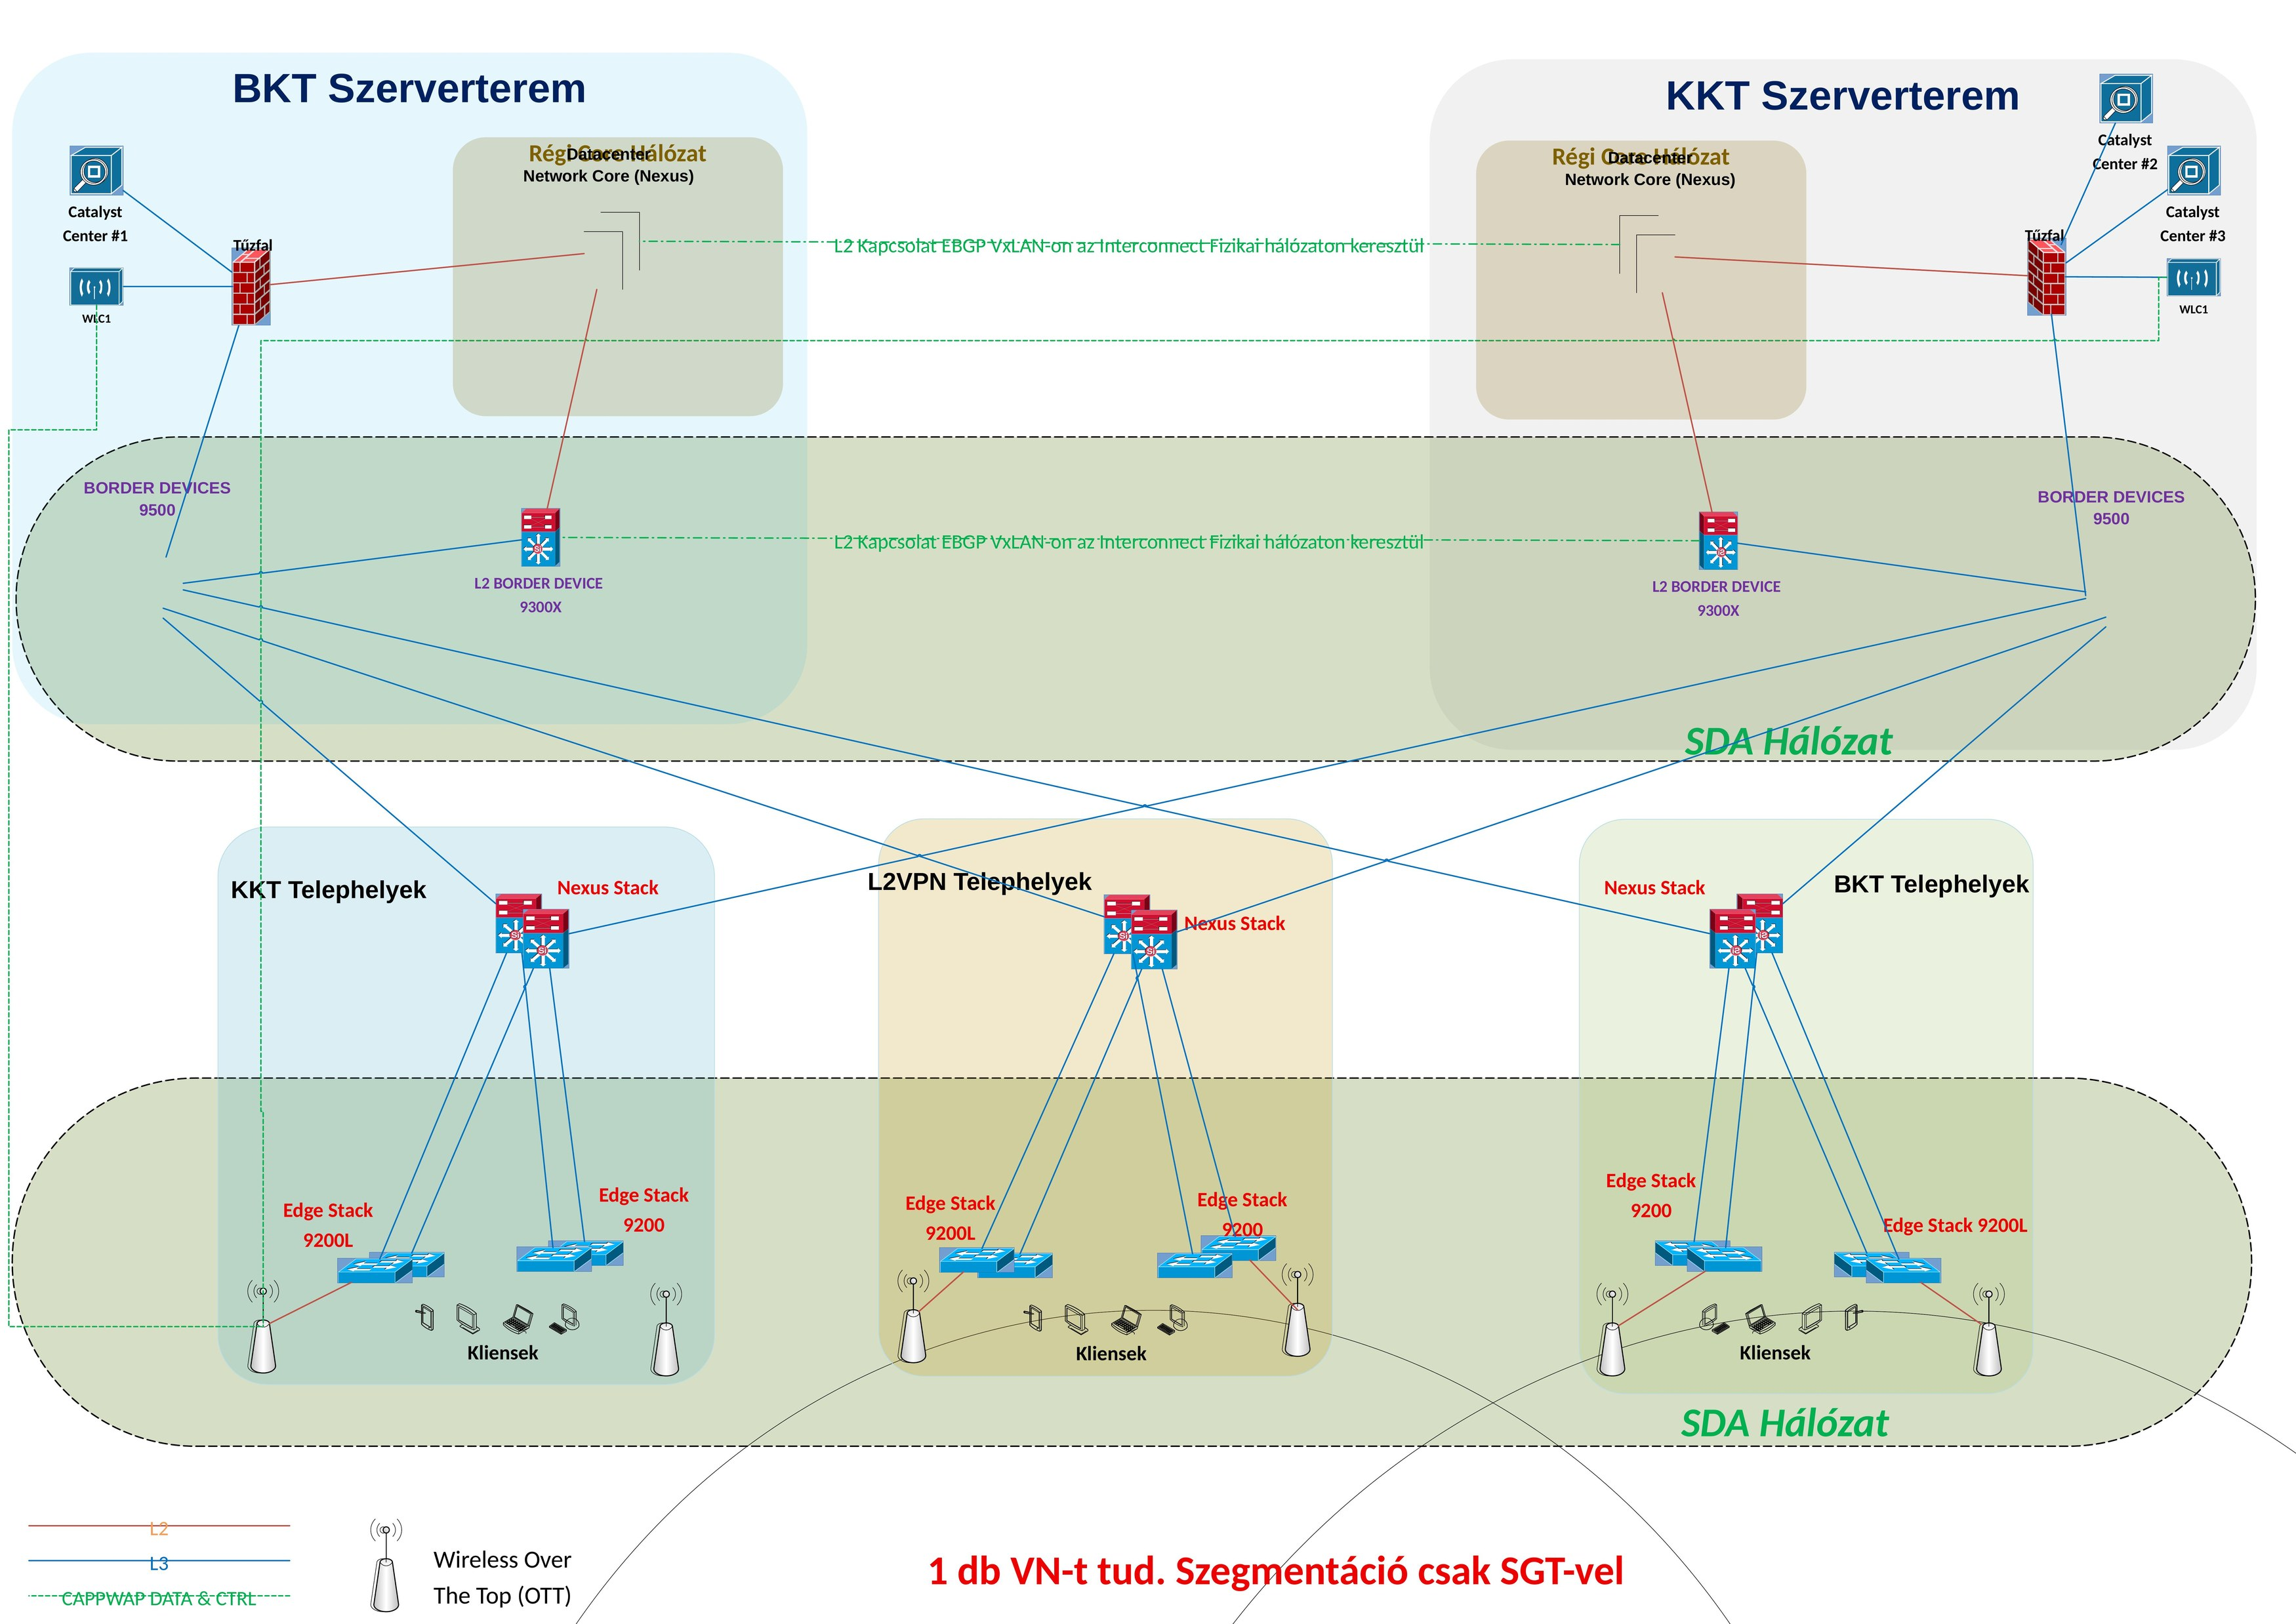 BKT Szerverterem
KKT Szerverterem
Catalyst
Center #1
Tűzfal
WLC1
Régi Core Hálózat
Datacenter
Network Core (Nexus)
L2 Kapcsolat EBGP VxLAN-on az Interconnect Fizikai hálózaton keresztül
Régi Core Hálózat
Datacenter
Network Core (Nexus)
Catalyst
Center #2
Catalyst
Center #3
Tűzfal
WLC1
BORDER DEVICES
9500
L2 BORDER DEVICE
9300X
L2 Kapcsolat EBGP VxLAN-on az Interconnect Fizikai hálózaton keresztül
L2 BORDER DEVICE
9300X
BORDER DEVICES
9500
SDA Hálózat
KKT Telephelyek
Nexus Stack
L2VPN Telephelyek
Nexus Stack
Nexus Stack
BKT Telephelyek
Edge Stack
9200L
Edge Stack
9200
Kliensek
Edge Stack
9200L
Edge Stack
9200
Kliensek
Edge Stack
9200
Edge Stack 9200L
Kliensek
SDA Hálózat
L2
L3
CAPPWAP DATA & CTRL
Wireless Over
The Top (OTT)
1 db VN-t tud. Szegmentáció csak SGT-vel